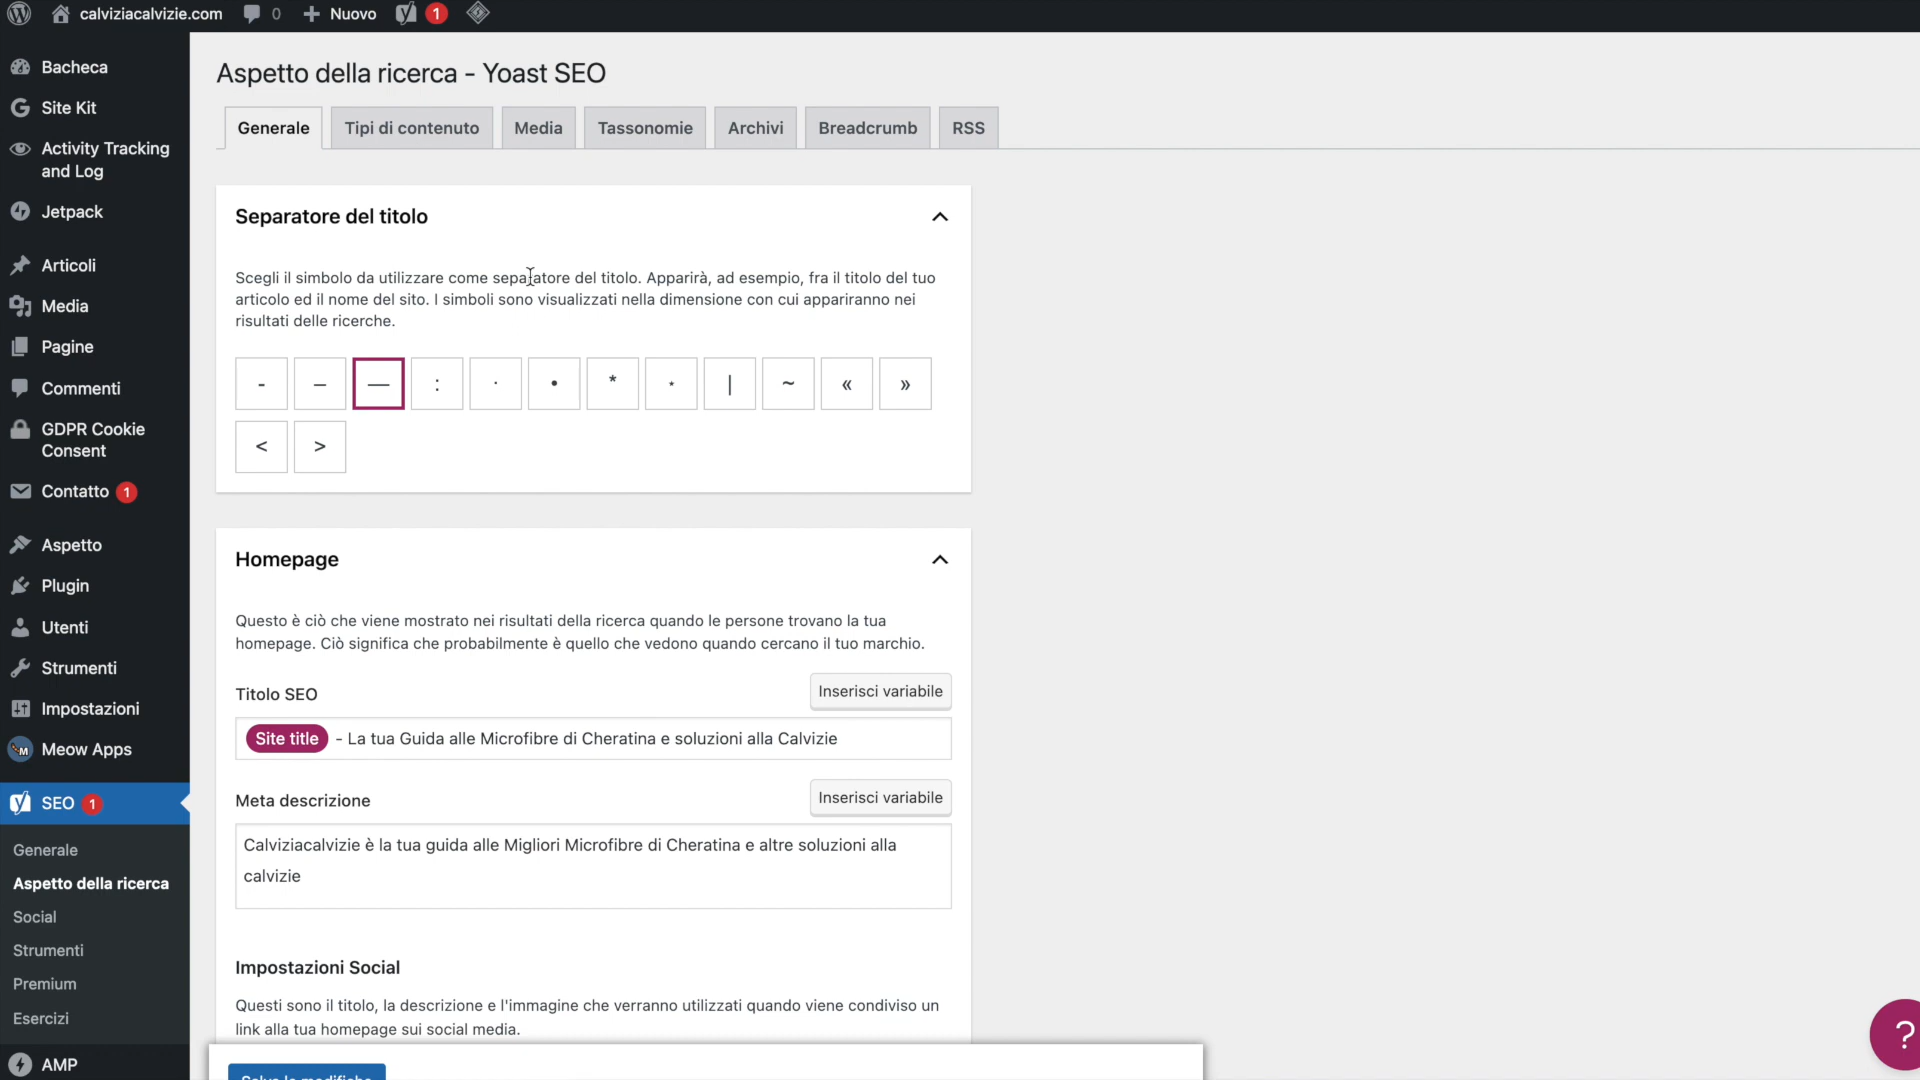 calviziacalvizie.com 0 Nuovo 1
Bacheca
Site Kit
Activity Tracking
and Log
Jetpack
Articoli
Media
Pagine
Commenti
GDPR Cookie
Consent
Contatto 1
Aspetto
Plugin
Utenti
Strumenti
Impostazioni
Meow Apps
SEO 1
Generale
Aspetto della ricerca
Social
Strumenti
Premium
Esercizi
AMP
Aspetto della ricerca - Yoast SEO
Generale Tipi di contenuto Media Tassonomie Archivi Breadcrumb RSS
Separatore del titolo
Scegli il simbolo da utilizzare come separatore del titolo. Apparirà, ad esempio, fra il titolo del tuo
articolo ed il nome del sito. I simboli sono visualizzati nella dimensione con cui appariranno nei
risultati delle ricerche.
- – — : · • * ⋆ | ~ « »
< >
Homepage
Questo è ciò che viene mostrato nei risultati della ricerca quando le persone trovano la tua
homepage. Ciò significa che probabilmente è quello che vedono quando cercano il tuo marchio.
Titolo SEO Inserisci variabile
Site title - La tua Guida alle Microfibre di Cheratina e soluzioni alla Calvizie
Meta descrizione Inserisci variabile
Calviziacalvizie è la tua guida alle Migliori Microfibre di Cheratina e altre soluzioni alla
calvizie
Impostazioni Social
Questi sono il titolo, la descrizione e l'immagine che verranno utilizzati quando viene condiviso un
link alla tua homepage sui social media.
Salva le modifiche
?